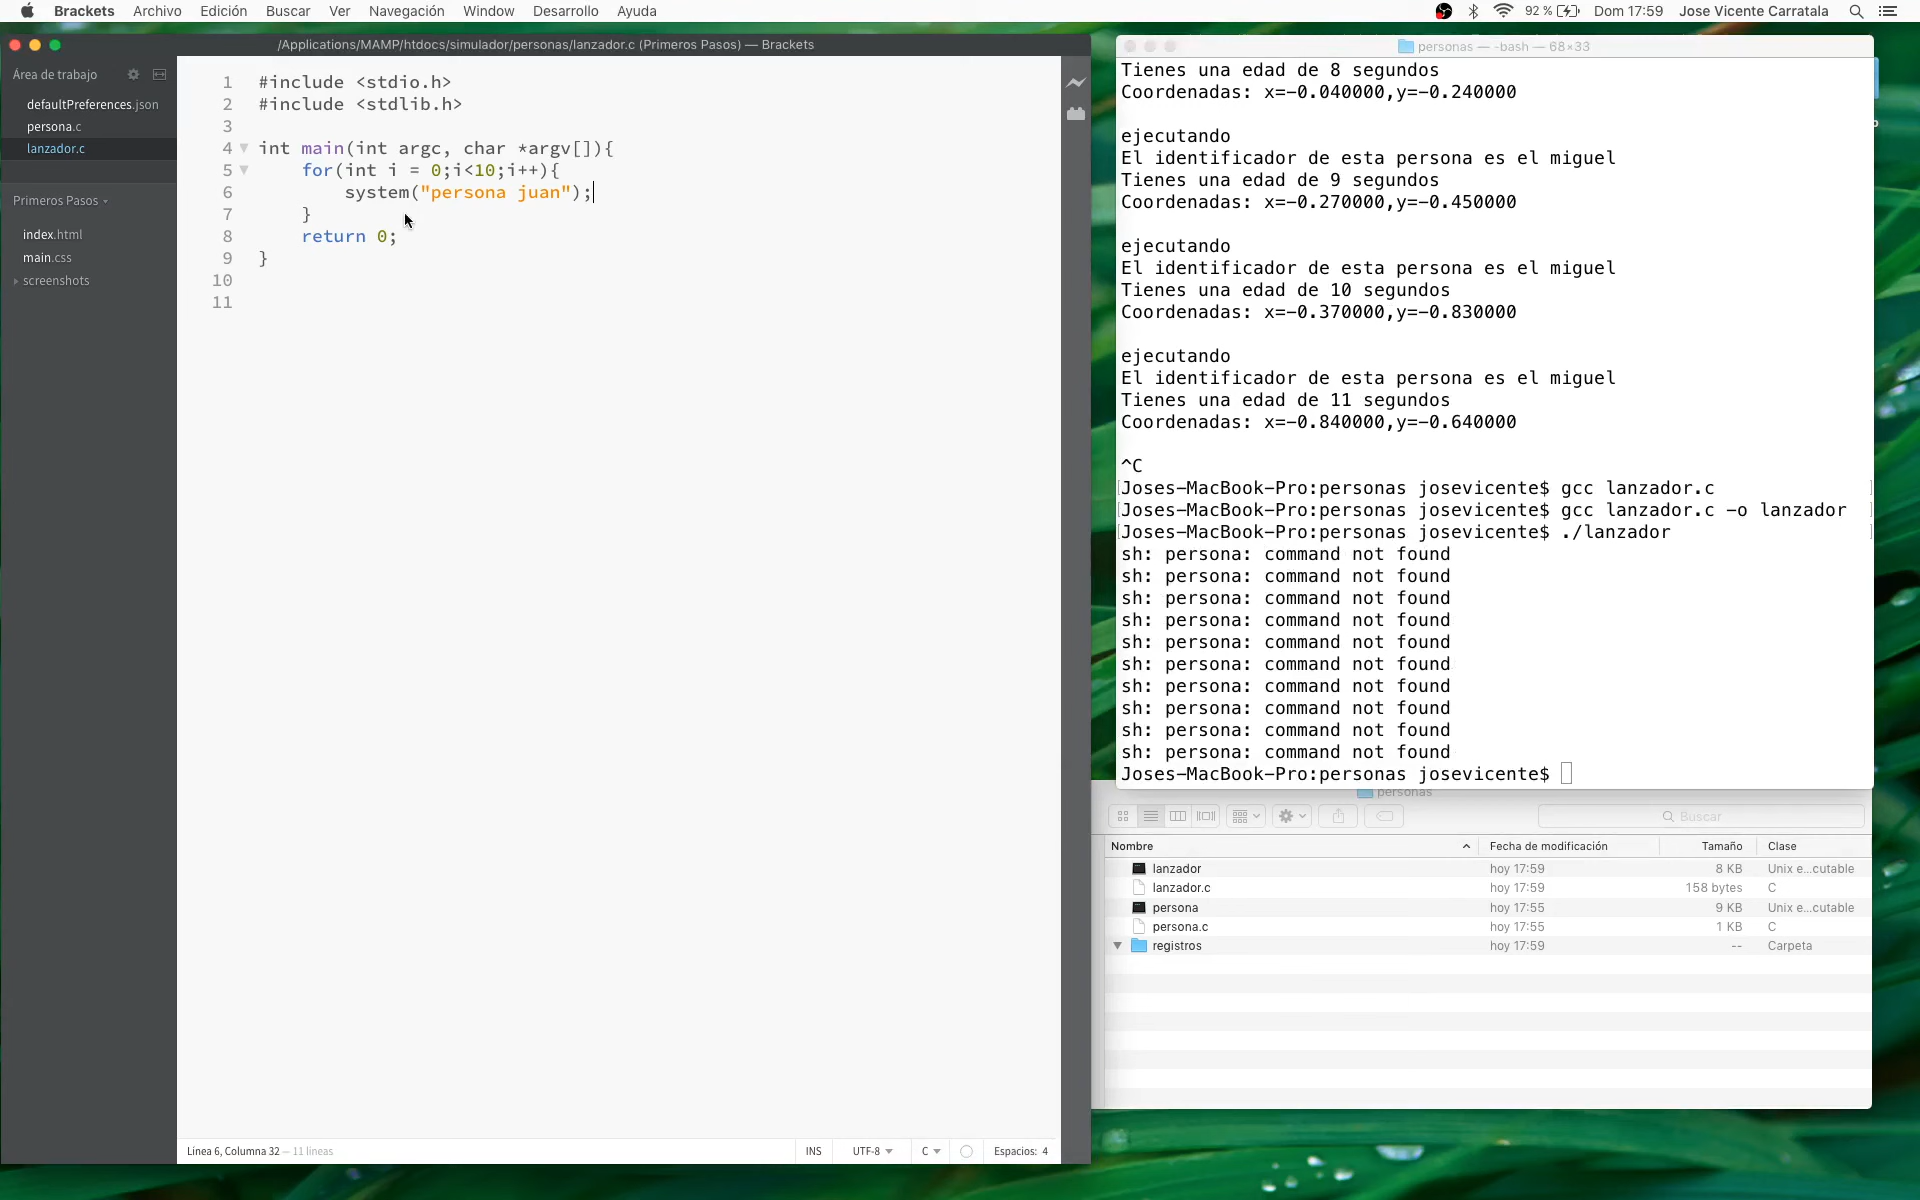 Brackets Archivo Edición Buscar Ver Navegación Window Desarrollo Ayuda 92 % Dom 17:59 Jose Vicente Carratala
/Applications/MAMP/htdocs/simulador/personas/lanzador.c (Primeros Pasos) — Brackets
Área de trabajo
defaultPreferences.json
persona.c
lanzador.c
Primeros Pasos
index.html
main.css
screenshots
1 #include <stdio.h>
2 #include <stdlib.h>
3
4 int main(int argc, char *argv[]){
5 for(int i = 0;i<10;i++){
6 system("persona juan");
7 }
8 return 0;
9 }
10
11
Línea 6, Columna 32 — 11 líneas INS UTF-8 C Espacios: 4
personas — -bash — 68×33
Tienes una edad de 8 segundos
Coordenadas: x=-0.040000,y=-0.240000
ejecutando
El identificador de esta persona es el miguel
Tienes una edad de 9 segundos
Coordenadas: x=-0.270000,y=-0.450000
ejecutando
El identificador de esta persona es el miguel
Tienes una edad de 10 segundos
Coordenadas: x=-0.370000,y=-0.830000
ejecutando
El identificador de esta persona es el miguel
Tienes una edad de 11 segundos
Coordenadas: x=-0.840000,y=-0.640000
^C
[Joses-MacBook-Pro:personas josevicente$ gcc lanzador.c ]
[Joses-MacBook-Pro:personas josevicente$ gcc lanzador.c -o lanzador ]
[Joses-MacBook-Pro:personas josevicente$ ./lanzador ]
sh: persona: command not found
sh: persona: command not found
sh: persona: command not found
sh: persona: command not found
sh: persona: command not found
sh: persona: command not found
sh: persona: command not found
sh: persona: command not found
sh: persona: command not found
sh: persona: command not found
Joses-MacBook-Pro:personas josevicente$
personas
Buscar
Nombre Fecha de modificación Tamaño Clase
lanzador hoy 17:59 8 KB Unix e...cutable
lanzador.c hoy 17:59 158 bytes C
persona hoy 17:55 9 KB Unix e...cutable
persona.c hoy 17:55 1 KB C
registros hoy 17:59 -- Carpeta